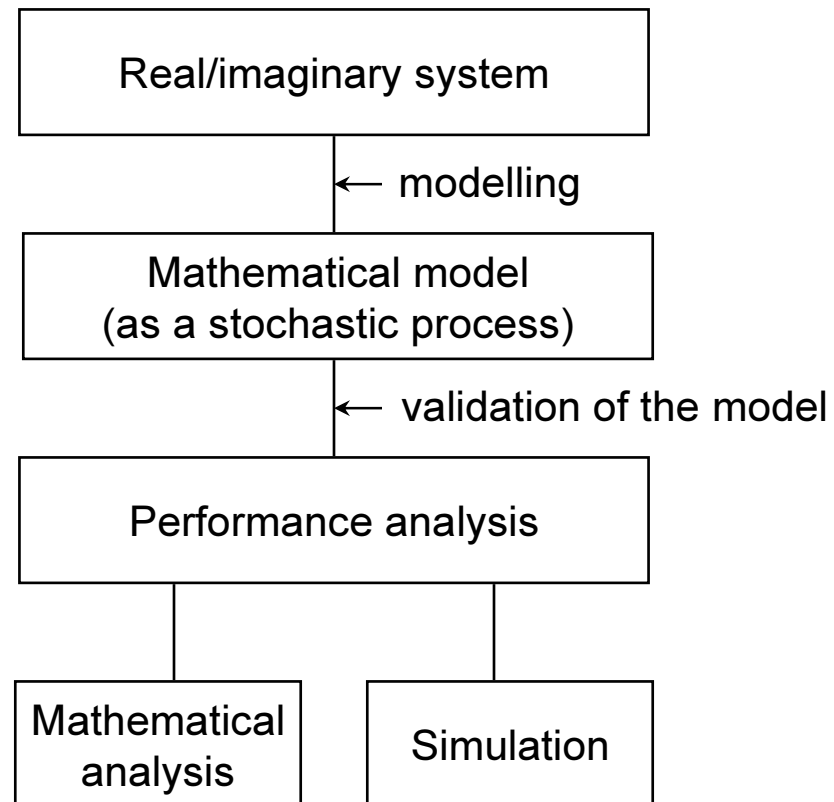 Real/imaginary system
modelling
Mathematical model
(as a stochastic process)
validation of the model
Performance analysis
Mathematical
analysis
Simulation